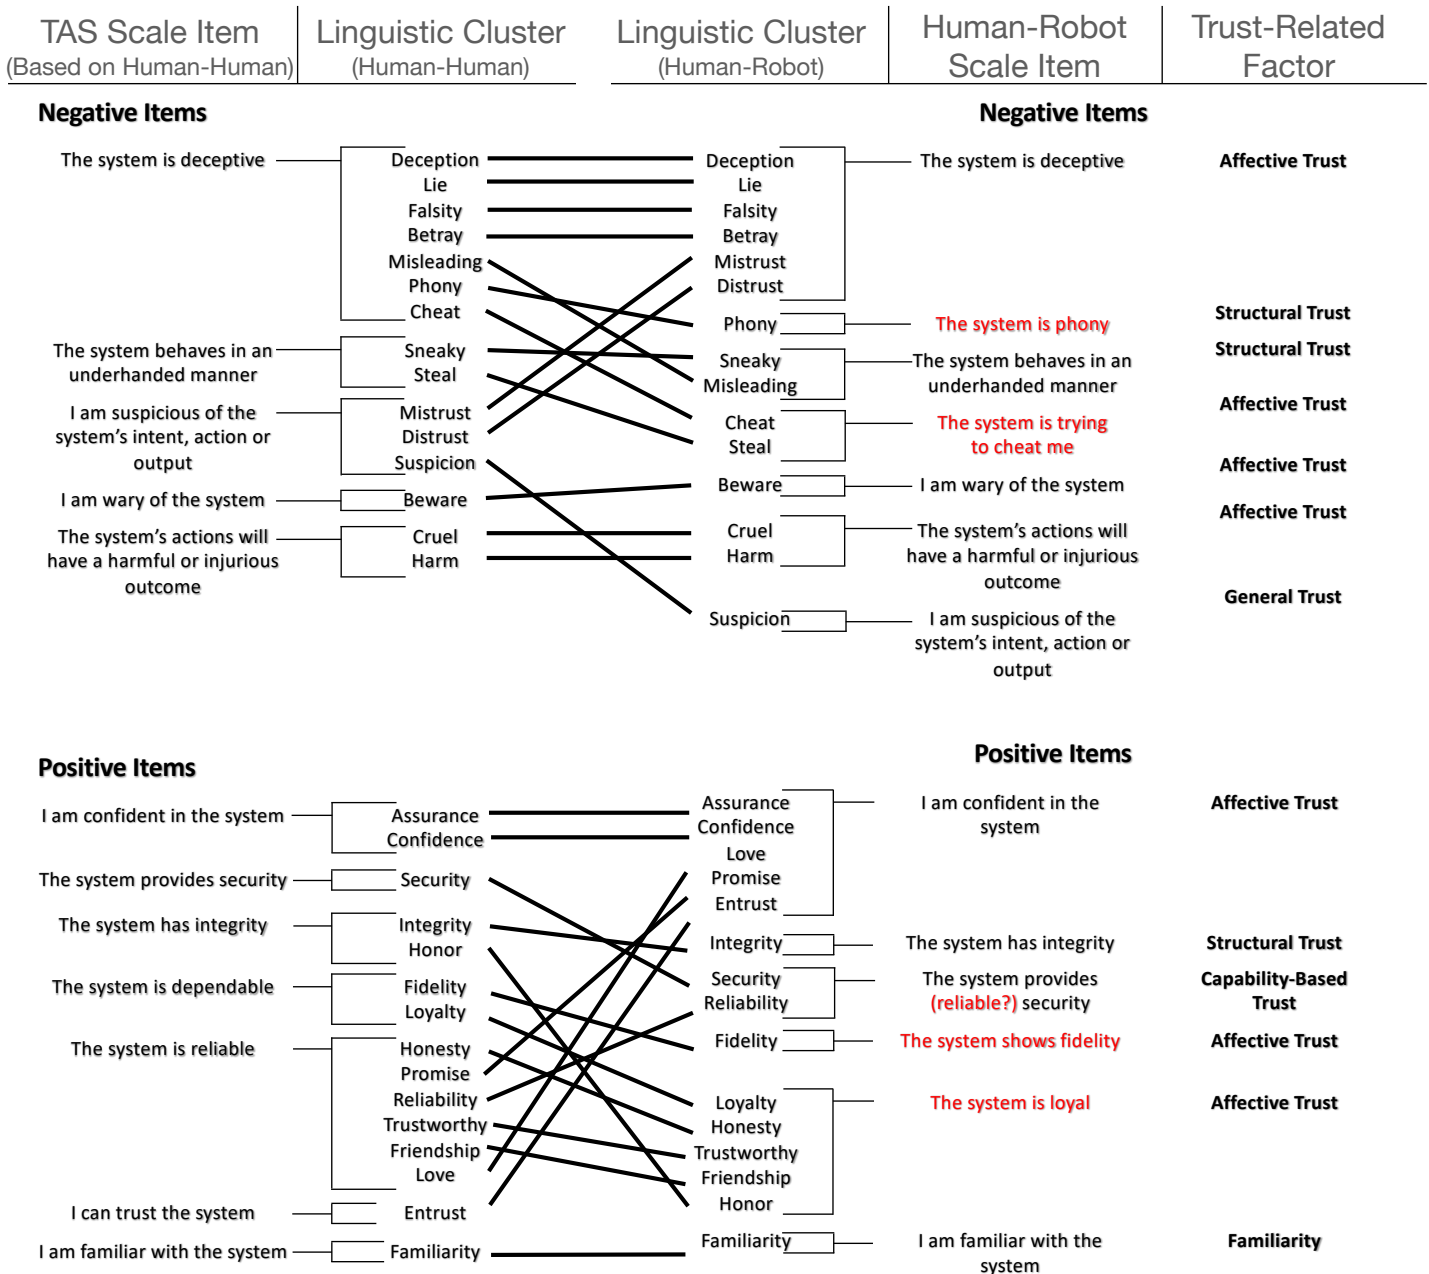 TAS Scale Item
(Based on Human-Human)
Linguistic Cluster
(Human-Human)
Linguistic Cluster
(Human-Robot)
Human-Robot
Scale Item
Trust-Related
Factor
Negative Items
Negative Items
The system is deceptive
Deception
Lie
Falsity
Betray
Misleading
Phony
Cheat
The system behaves in an
underhanded manner
Sneaky
Steal
I am suspicious of the
system's intent, action or
output
Mistrust
Distrust
Suspicion
I am wary of the system
Beware
The system's actions will
have a harmful or injurious
outcome
Cruel
Harm
Deception
Lie
Falsity
Betray
Mistrust
Distrust
The system is deceptive
Affective Trust
Phony
The system is phony
Structural Trust
Sneaky
Misleading
The system behaves in an
underhanded manner
Structural Trust
Cheat
Steal
The system is trying
to cheat me
Affective Trust
Beware
I am wary of the system
Affective Trust
Cruel
Harm
The system's actions will
have a harmful or injurious
outcome
Affective Trust
Suspicion
I am suspicious of the
system's intent, action or
output
General Trust
Positive Items
Positive Items
I am confident in the system
Assurance
Confidence
The system provides security
Security
The system has integrity
Integrity
Honor
The system is dependable
Fidelity
Loyalty
The system is reliable
Honesty
Promise
Reliability
Trustworthy
Friendship
Love
I can trust the system
Entrust
I am familiar with the system
Familiarity
Assurance
Confidence
Love
Promise
Entrust
I am confident in the
system
Affective Trust
Integrity
The system has integrity
Structural Trust
Security
Reliability
The system provides
(reliable?) security
Capability-Based
Trust
Fidelity
The system shows fidelity
Affective Trust
Loyalty
Honesty
Trustworthy
Friendship
Honor
The system is loyal
Affective Trust
Familiarity
I am familiar with the
system
Familiarity